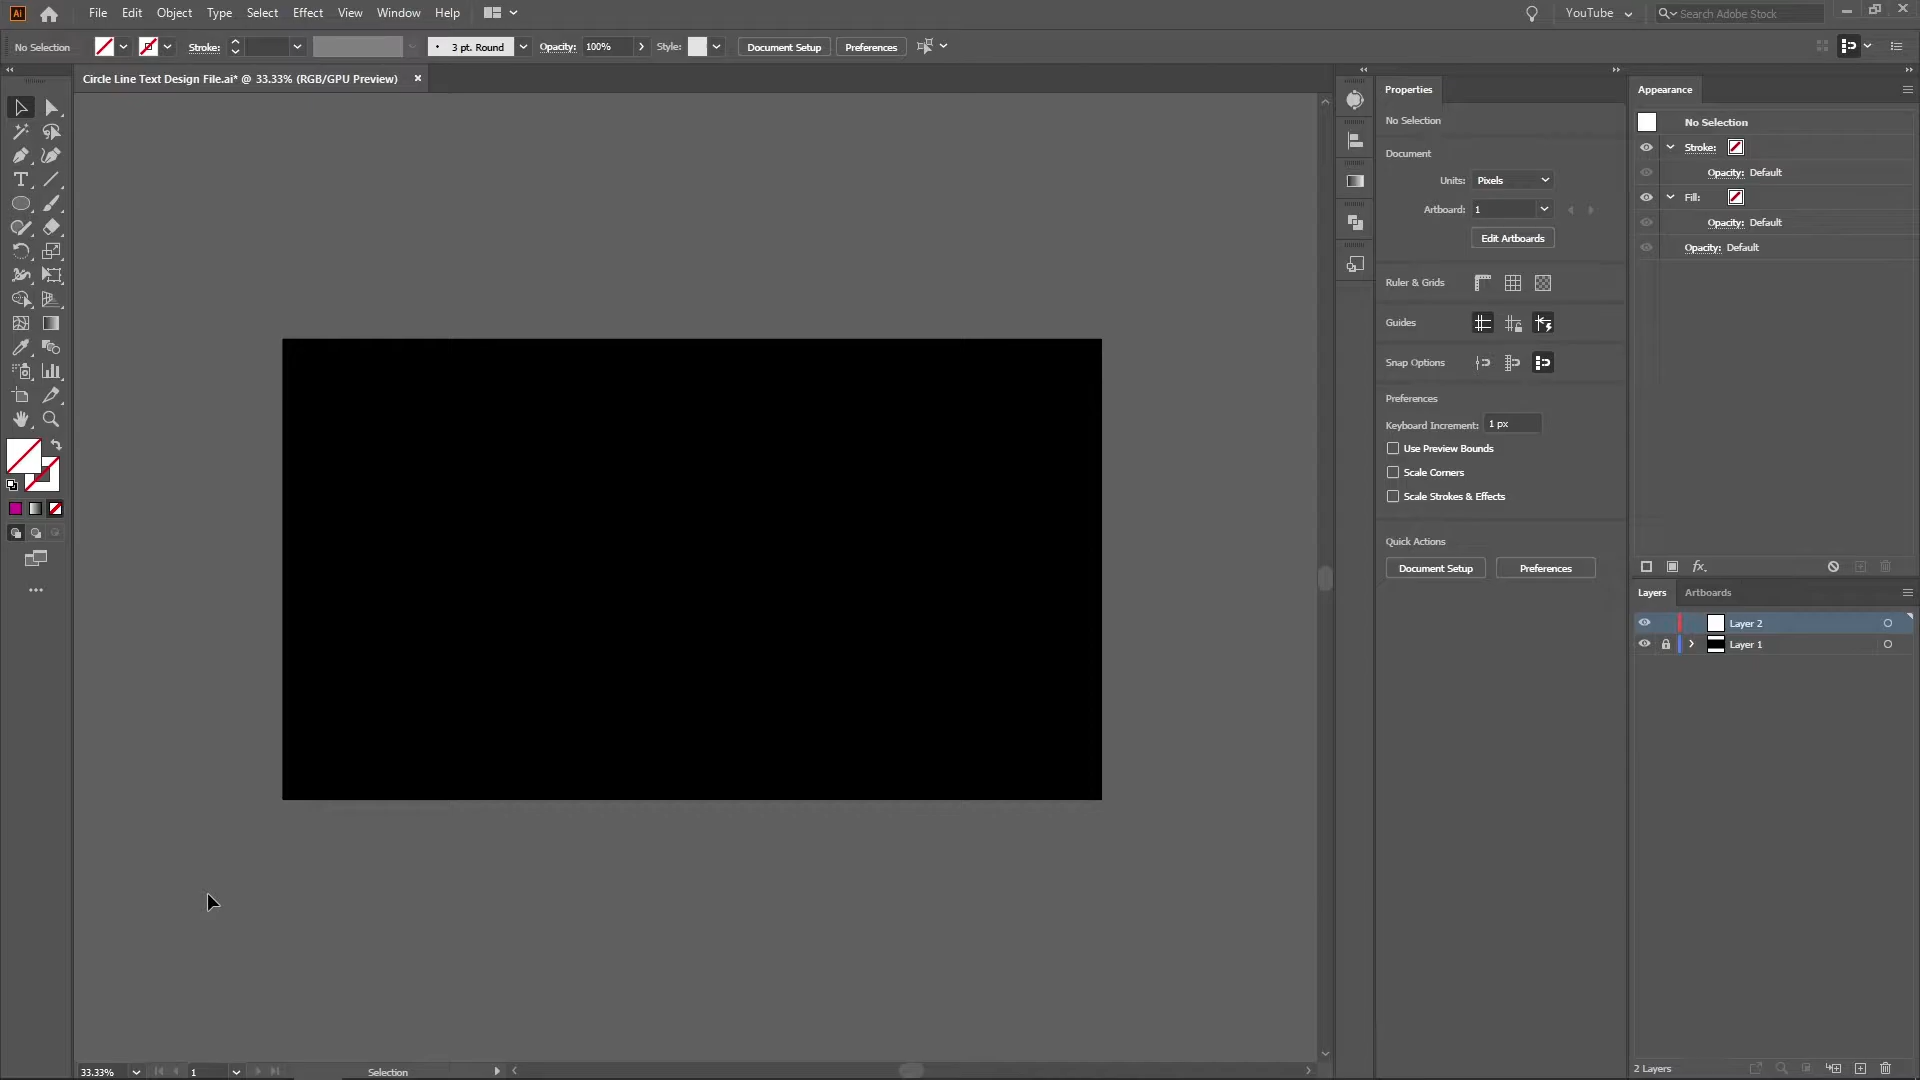 Ai File Edit Object Type Select Effect View Window Help YouTube Search Adobe Stock
No Selection Stroke: 3 pt. Round Opacity: 100% Style: Document Setup Preferences
Circle Line Text Design File.ai* @ 33.33% (RGB/GPU Preview)
Properties
No Selection
Document
Units: Pixels
Artboard: 1
Edit Artboards
Ruler & Grids
Guides
Snap Options
Preferences
Keyboard Increment: 1 px
Use Preview Bounds
Scale Corners
Scale Strokes & Effects
Quick Actions
Document Setup Preferences
Appearance
No Selection
Stroke:
Opacity: Default
Fill:
Opacity: Default
Opacity: Default
fx.
Layers Artboards
Layer 2
Layer 1
2 Layers
33.33% 1 Selection